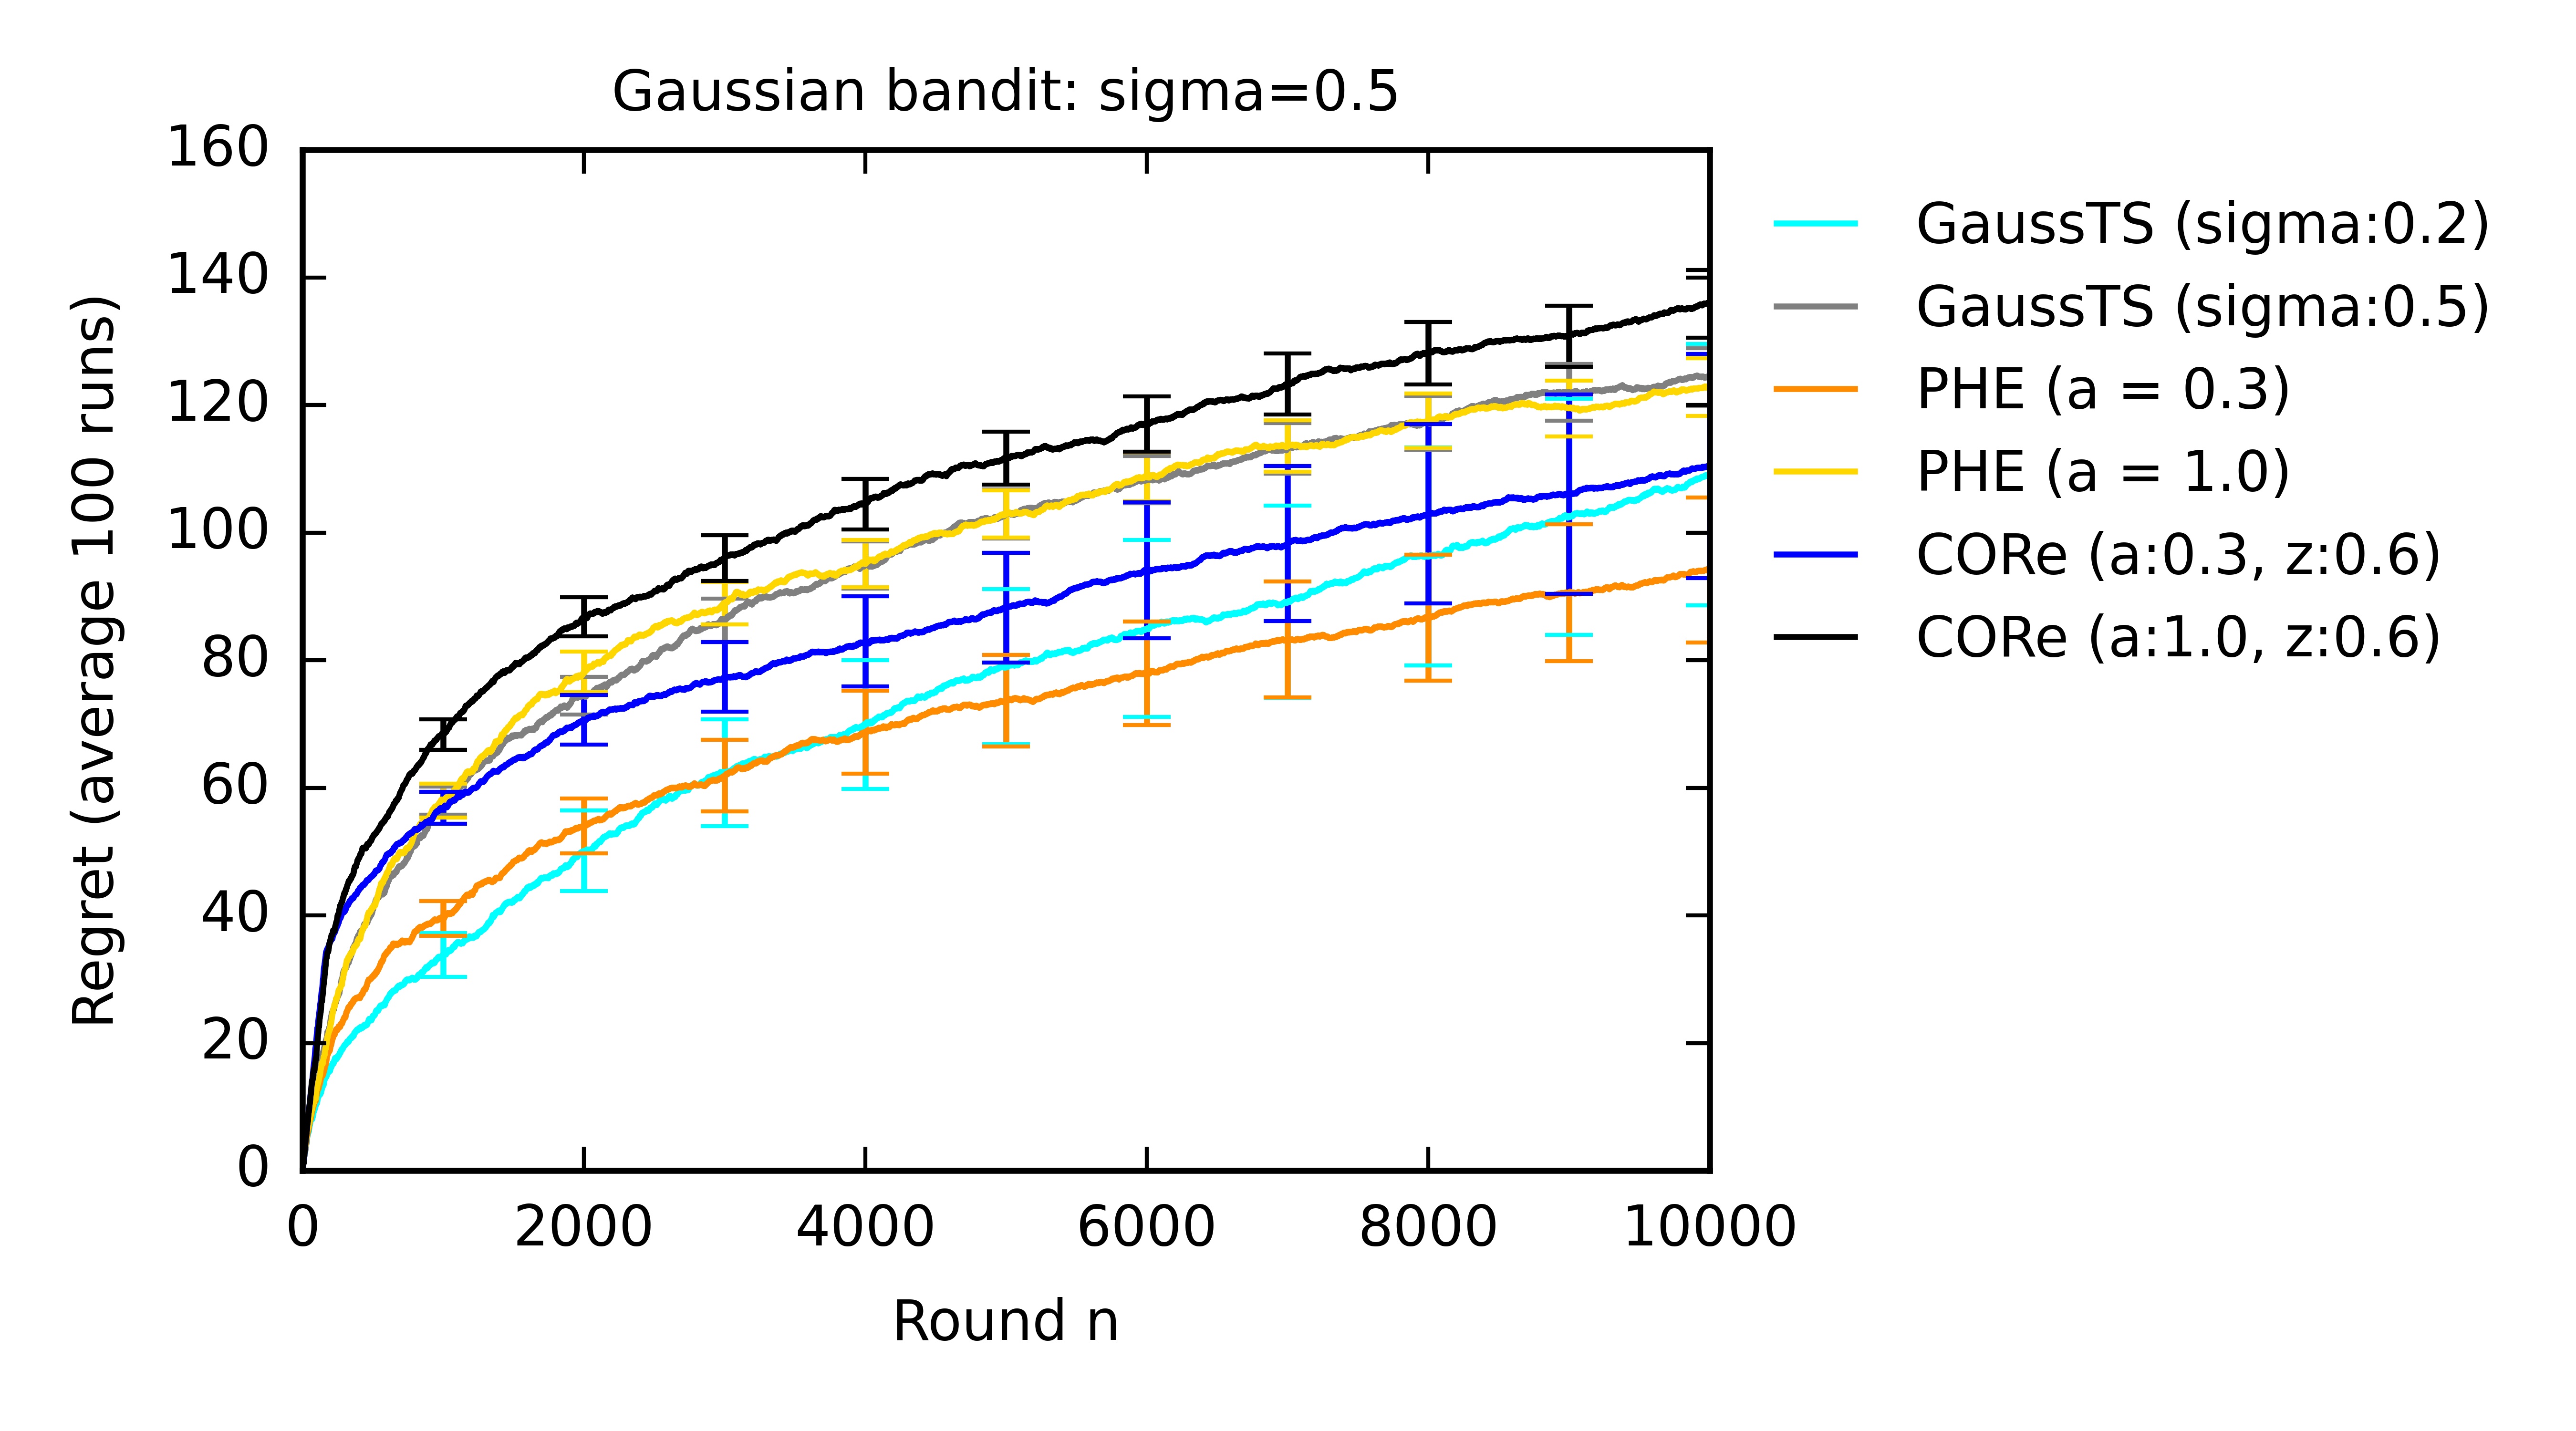 Gaussian bandit: sigma=0.5
160
140
120
100
80
60
40
20
0
Regret (average 100 runs)
0 2000 4000 6000 8000 10000
Round n
GaussTS (sigma:0.2)
GaussTS (sigma:0.5)
PHE (a = 0.3)
PHE (a = 1.0)
CORe (a:0.3, z:0.6)
CORe (a:1.0, z:0.6)